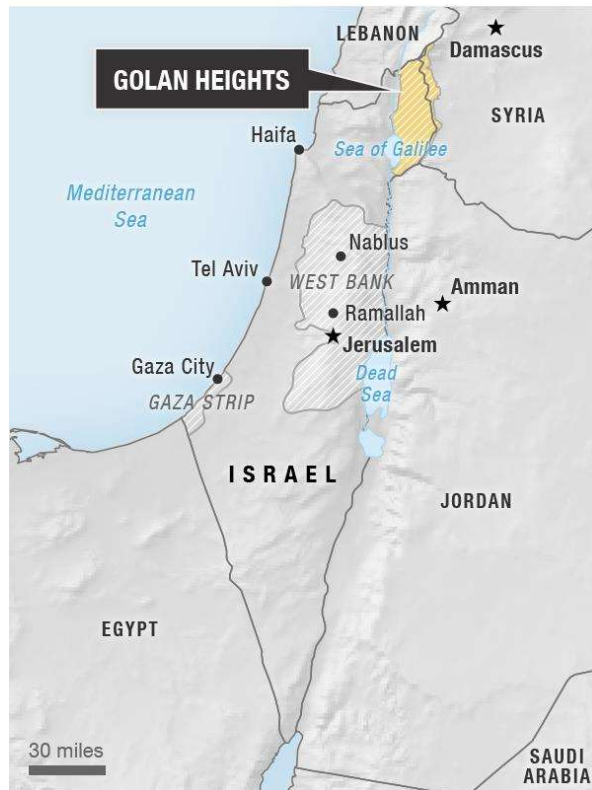 LEBANON
Damascus
GOLAN HEIGHTS
SYRIA
Haifa
Sea of Galilee
Mediterranean
Sea
Nablus
Tel Aviv
WEST BANK
Amman
Ramallah
Jerusalem
Gaza City
Dead
Sea
GAZA STRIP
ISRAEL
JORDAN
EGYPT
30 miles
SAUDI
ARABIA